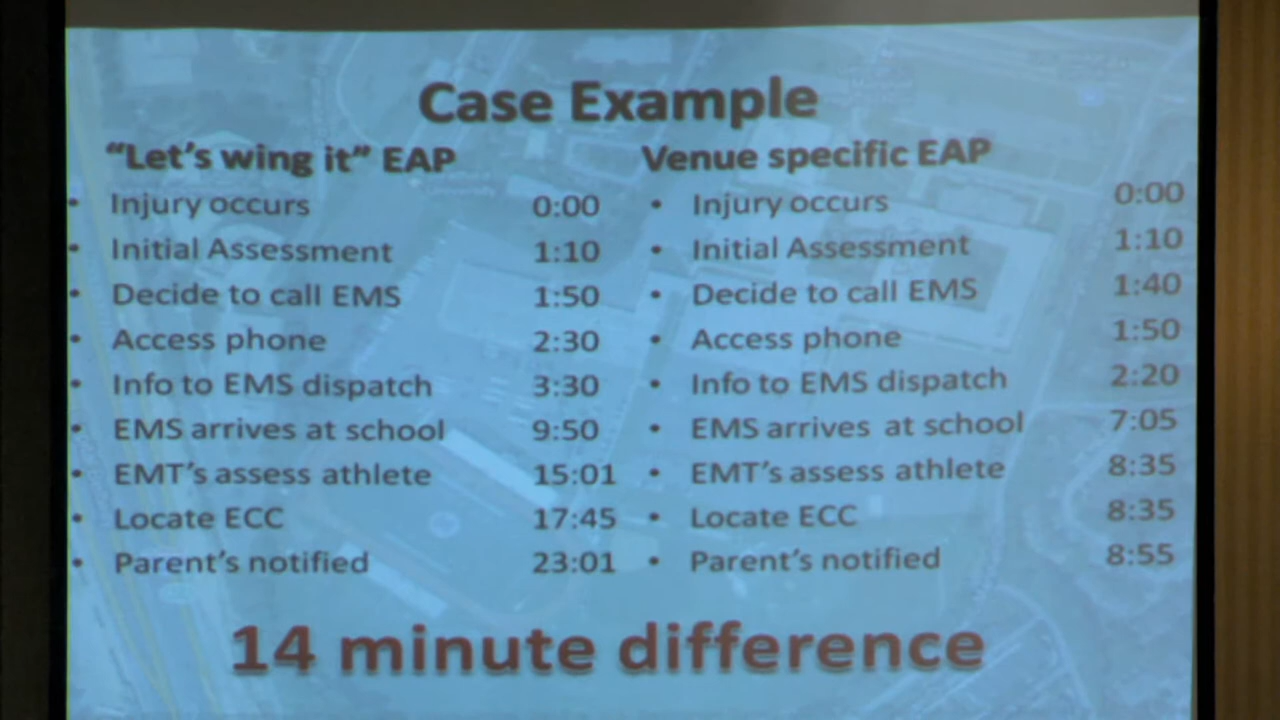 Case Example
"Let's wing it" EAP
• Injury occurs 0:00
• Initial Assessment 1:10
• Decide to call EMS 1:50
• Access phone 2:30
• Info to EMS dispatch 3:30
• EMS arrives at school 9:50
• EMT's assess athlete 15:01
• Locate ECC 17:45
• Parent's notified 23:01
Venue specific EAP
• Injury occurs 0:00
• Initial Assessment 1:10
• Decide to call EMS 1:40
• Access phone 1:50
• Info to EMS dispatch 2:20
• EMS arrives at school 7:05
• EMT's assess athlete 8:35
• Locate ECC 8:35
• Parent's notified 8:55
14 minute difference